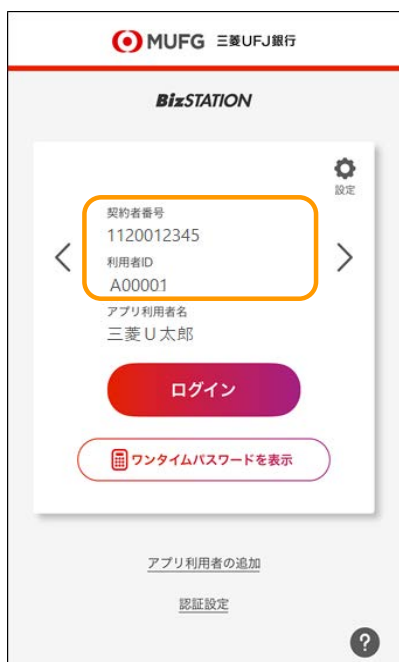 MUFG 三菱UFJ銀行
BizSTATION
設定
契約者番号
1120012345
利用者ID
A00001
アプリ利用者名
三菱U太郎
ログイン
ワンタイムパスワードを表示
アプリ利用者の追加
認証設定
?